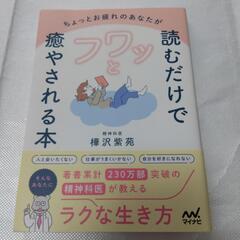 ちょっとお疲れのあなたが
読むだけで
フワッと
癒やされる本
精神科医
樺沢紫苑
人と会いたくない
仕事がうまくいかない
自分を好きになれない
そんな
あなたに
著書累計230万部突破の
精神科医が教える
ラクな生き方
マイナビ